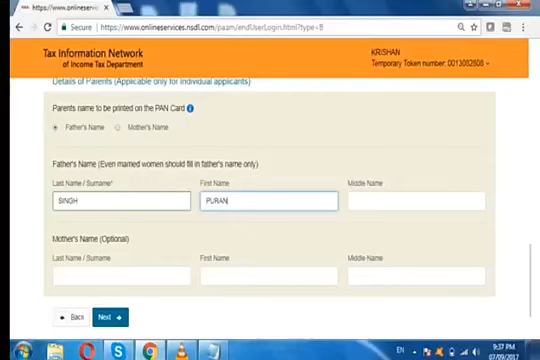 https://www.onlineservices
Secure https://www.onlineservices.nsdl.com/paam/endUserLogin.html?type=B
Tax Information Network
of Income Tax Department
KRISHAN
Temporary Token number: 0013082808
Details of Parents (Applicable only for Individual applicants)
Parents name to be printed on the PAN Card
Father's Name Mother's Name
Father's Name (Even married women should fill in father's name only)
Last Name / Surname* First Name Middle Name
SINGH PURAN
Mother's Name (Optional)
Last Name / Surname First Name Middle Name
Back Next
EN 9:37 PM
07/09/2017